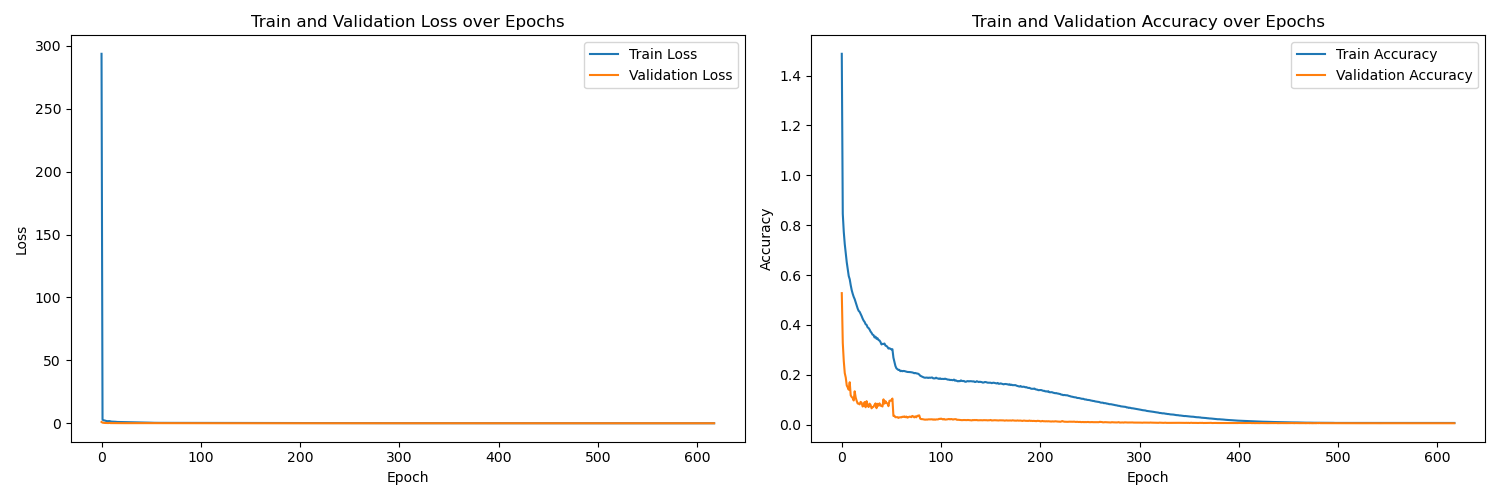 Train and Validation Loss over Epochs
300
250
200
150
100
50
0
Loss
Train Loss
Validation Loss
0 100 200 300 400 500 600
Epoch
Train and Validation Accuracy over Epochs
1.4
1.2
1.0
0.8
0.6
0.4
0.2
0.0
Accuracy
Train Accuracy
Validation Accuracy
0 100 200 300 400 500 600
Epoch